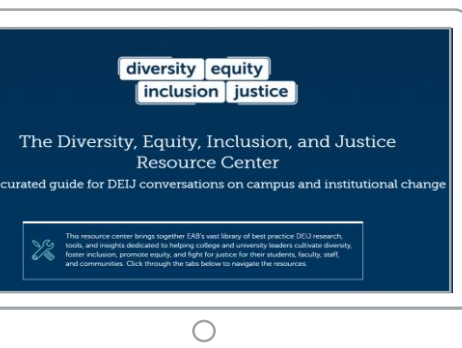 diversity equity
inclusion justice
The Diversity, Equity, Inclusion, and Justice
Resource Center
curated guide for DEIJ conversations on campus and institutional change
This resource center brings together EAB's vast library of best practice DEIJ research,
tools, and insights dedicated to helping college and university leaders cultivate diversity,
foster inclusion, promote equity, and fight for justice for their students, faculty, staff,
and communities. Click through the tabs below to navigate the resources.